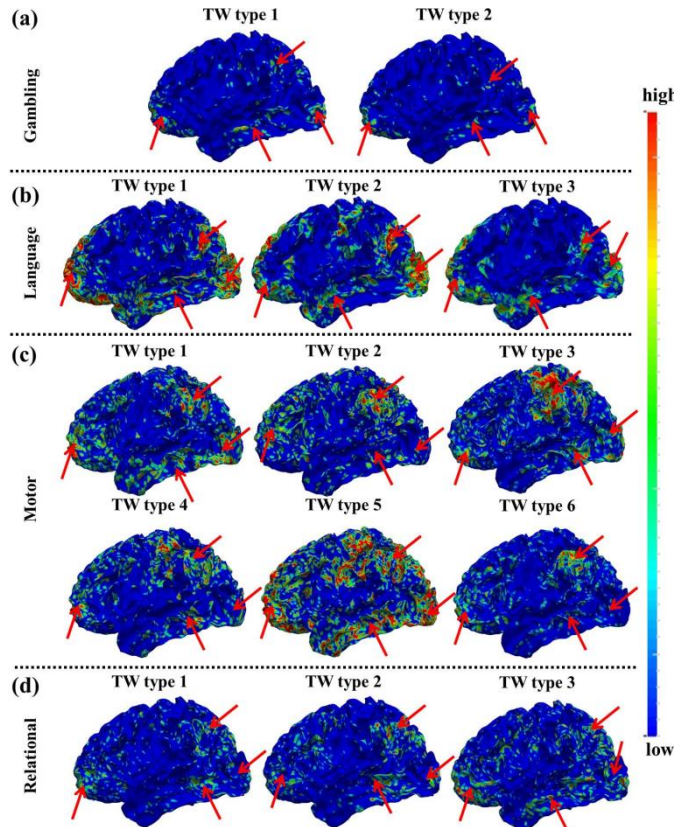 (a)
TW type 1 TW type 2
Gambling
high
(b)
TW type 1 TW type 2 TW type 3
Language
(c)
TW type 1 TW type 2 TW type 3
Motor
TW type 4 TW type 5 TW type 6
(d)
TW type 1 TW type 2 TW type 3
Relational
low